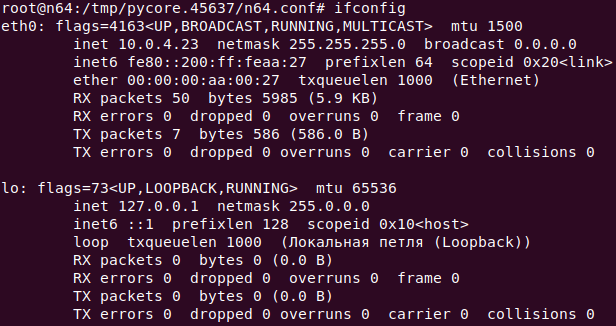 root@n64:/tmp/pycore.45637/n64.conf# ifconfig
eth0: flags=4163<UP,BROADCAST,RUNNING,MULTICAST>  mtu 1500
        inet 10.0.4.23  netmask 255.255.255.0  broadcast 0.0.0.0
        inet6 fe80::200:ff:feaa:27  prefixlen 64  scopeid 0x20<link>
        ether 00:00:00:aa:00:27  txqueuelen 1000  (Ethernet)
        RX packets 50  bytes 5985 (5.9 KB)
        RX errors 0  dropped 0  overruns 0  frame 0
        TX packets 7  bytes 586 (586.0 B)
        TX errors 0  dropped 0 overruns 0  carrier 0  collisions 0

lo: flags=73<UP,LOOPBACK,RUNNING>  mtu 65536
        inet 127.0.0.1  netmask 255.0.0.0
        inet6 ::1  prefixlen 128  scopeid 0x10<host>
        loop  txqueuelen 1000  (Локальная петля (Loopback))
        RX packets 0  bytes 0 (0.0 B)
        RX errors 0  dropped 0  overruns 0  frame 0
        TX packets 0  bytes 0 (0.0 B)
        TX errors 0  dropped 0 overruns 0  carrier 0  collisions 0